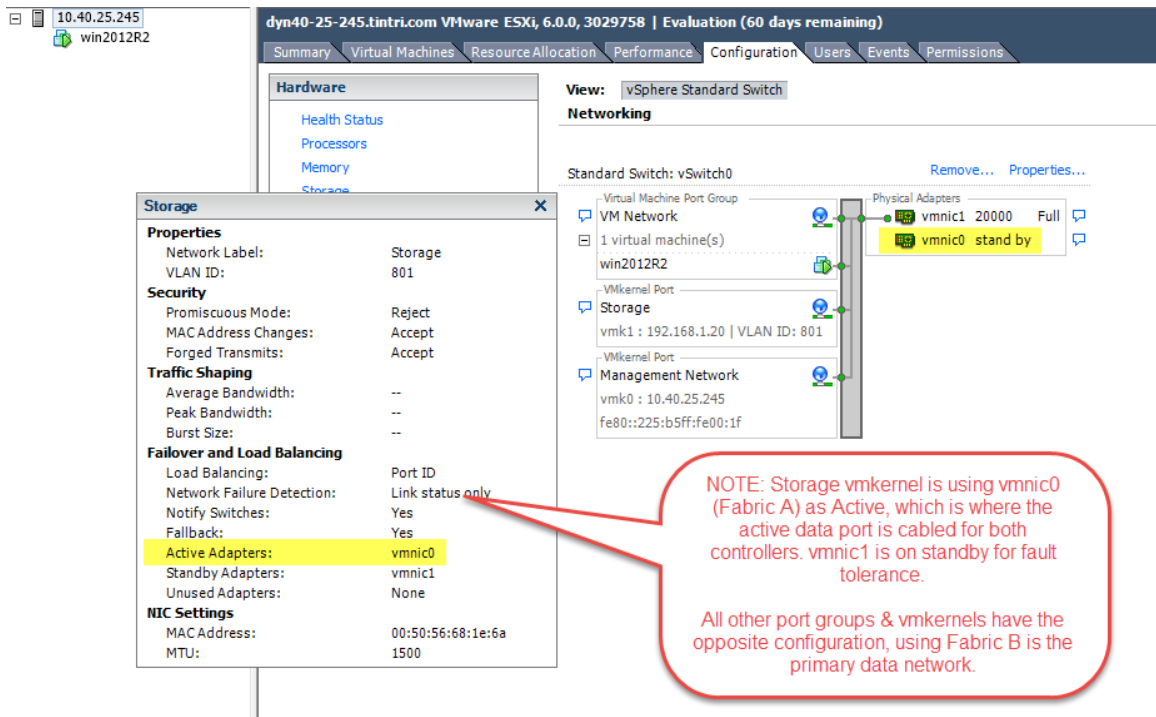 10.40.25.245
win2012R2
dyn40-25-245.tintri.com VMware ESXi, 6.0.0, 3029758 | Evaluation (60 days remaining)
Summary Virtual Machines Resource Allocation Performance Configuration Users Events Permissions
Hardware
Health Status
Processors
Memory
Storage
View: vSphere Standard Switch
Networking
Standard Switch: vSwitch0 Remove... Properties...
Virtual Machine Port Group
VM Network
1 virtual machine(s)
win2012R2
VMkernel Port
Storage
vmk1 : 192.168.1.20 | VLAN ID: 801
VMkernel Port
Management Network
vmk0 : 10.40.25.245
fe80::225:b5ff:fe00:1f
Physical Adapters
vmnic1 20000 Full
vmnic0 stand by
Storage
Properties
Network Label: Storage
VLAN ID: 801
Security
Promiscuous Mode: Reject
MAC Address Changes: Accept
Forged Transmits: Accept
Traffic Shaping
Average Bandwidth: --
Peak Bandwidth: --
Burst Size: --
Failover and Load Balancing
Load Balancing: Port ID
Network Failure Detection: Link status only
Notify Switches: Yes
Fallback: Yes
Active Adapters: vmnic0
Standby Adapters: vmnic1
Unused Adapters: None
NIC Settings
MAC Address: 00:50:56:68:1e:6a
MTU: 1500
NOTE: Storage vmkernel is using vmnic0
(Fabric A) as Active, which is where the
active data port is cabled for both
controllers. vmnic1 is on standby for fault
tolerance.
All other port groups & vmkernels have the
opposite configuration, using Fabric B is the
primary data network.